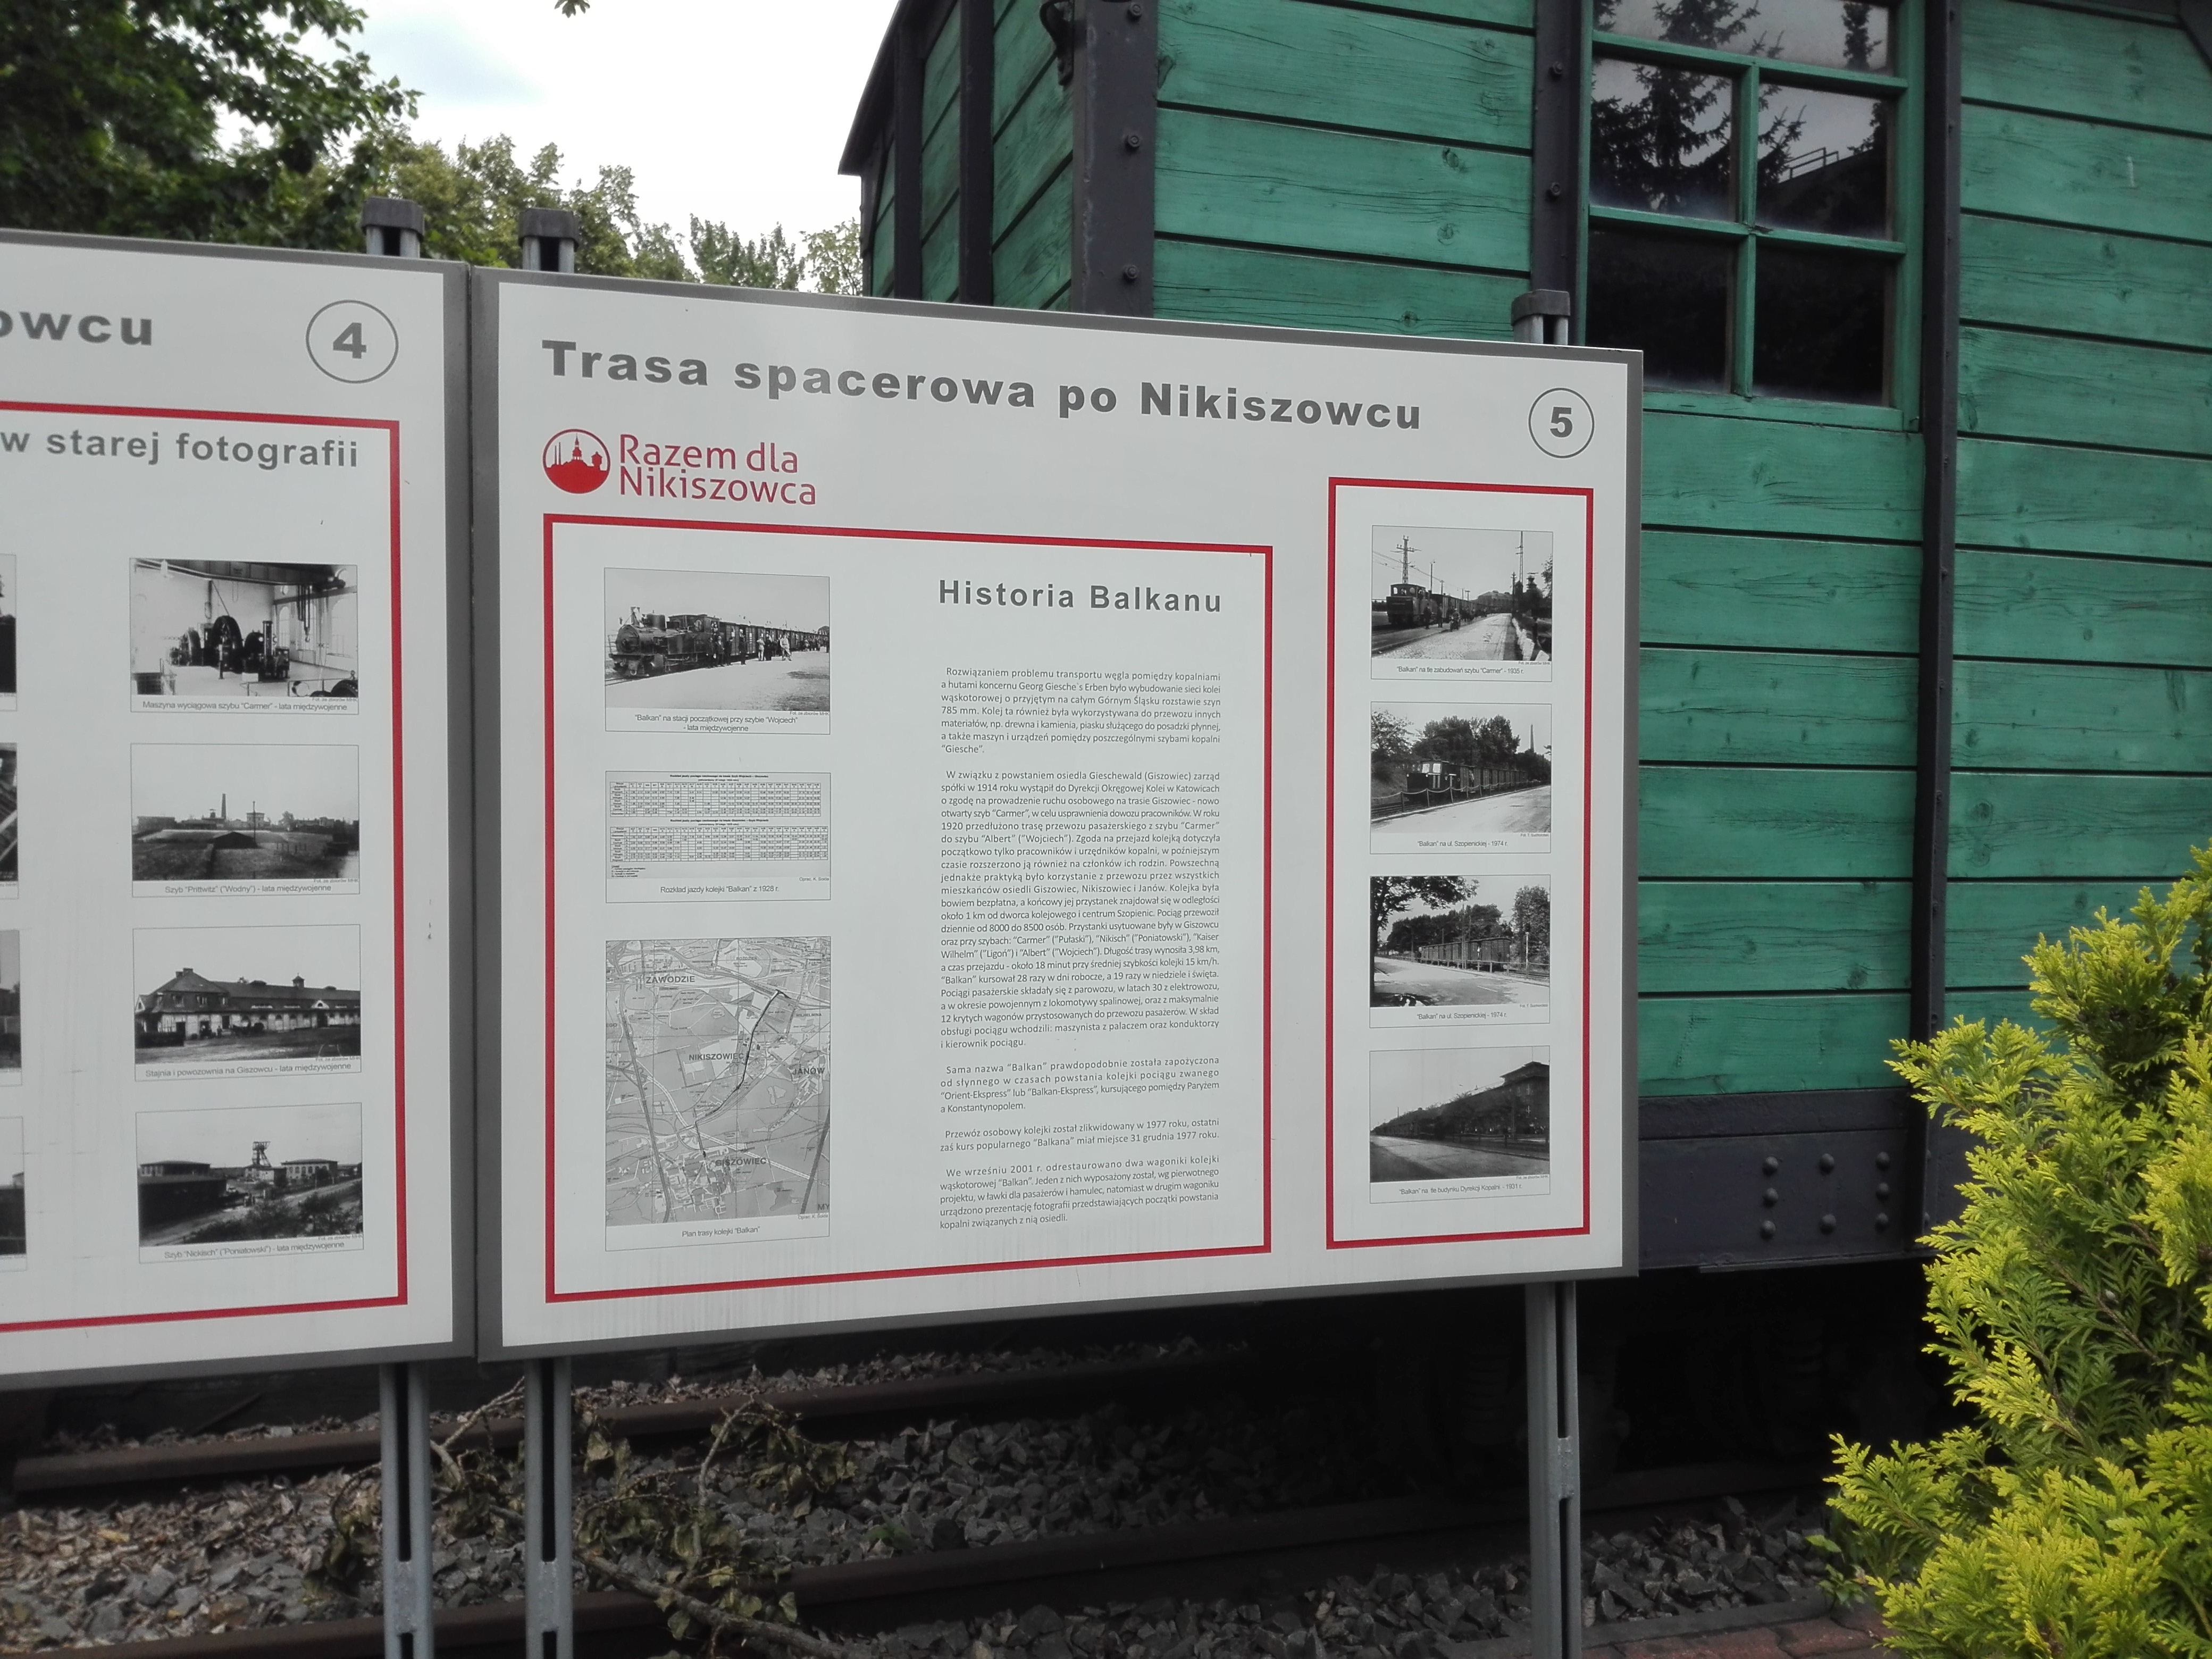 owcu
4
w starej fotografii
Maszyna wyciągowa szybu "Carmer" - lata międzywojenne
Szyb "Prittwitz" ("Wodny") - lata międzywojenne
Stajnia i powozownia na Giszowcu - lata międzywojenne
Szyb "Nickisch" ("Poniatowski") - lata międzywojenne
Trasa spacerowa po Nikiszowcu
5
Razem dla
Nikiszowca
"Balkan" na stacji początkowej przy szybie "Wojciech"
- lata międzywojenne
Rozkład jazdy kolejki "Balkan" z 1928 r.
ZAWODZIE
NIKISZOWIEC
JANÓW
GISZOWIEC
MY
Plan trasy kolejki "Balkan"
Historia Balkanu
Rozwiązaniem problemu transportu węgla pomiędzy kopalniami
a hutami koncernu Georg Giesche`s Erben było wybudowanie sieci kolei
wąskotorowej o przyjętym na całym Górnym Śląsku rozstawie szyn
785 mm. Kolej ta również była wykorzystywana do przewozu innych
materiałów, np. drewna i kamienia, piasku służącego do posadzki płynnej,
a także maszyn i urządzeń pomiędzy poszczególnymi szybami kopalni
"Giesche".
W związku z powstaniem osiedla Gieschewald (Giszowiec) zarząd
spółki w 1914 roku wystąpił do Dyrekcji Okręgowej Kolei w Katowicach
o zgodę na prowadzenie ruchu osobowego na trasie Giszowiec - nowo
otwarty szyb "Carmer", w celu usprawnienia dowozu pracowników. W roku
1920 przedłużono trasę przewozu pasażerskiego z szybu "Carmer"
do szybu "Albert" ("Wojciech"). Zgoda na przejazd kolejką dotyczyła
początkowo tylko pracowników i urzędników kopalni, w poźniejszym
czasie rozszerzono ją również na członków ich rodzin. Powszechną
jednakże praktyką było korzystanie z przewozu przez wszystkich
mieszkańców osiedli Giszowiec, Nikiszowiec i Janów. Kolejka była
bowiem bezpłatna, a końcowy jej przystanek znajdował się w odległości
około 1 km od dworca kolejowego i centrum Szopienic. Pociąg przewoził
dziennie od 8000 do 8500 osób. Przystanki usytuowane były w Giszowcu
oraz przy szybach: "Carmer" ("Pułaski"), "Nikisch" ("Poniatowski"), "Kaiser
Wilhelm" ("Ligoń") i "Albert" ("Wojciech"). Długość trasy wynosiła 3,98 km,
a czas przejazdu - około 18 minut przy średniej szybkości kolejki 15 km/h.
"Balkan" kursował 28 razy w dni robocze, a 19 razy w niedziele i święta.
Pociągi pasażerskie składały się z parowozu, w latach 30 z elektrowozu,
a w okresie powojennym z lokomotywy spalinowej, oraz z maksymalnie
12 krytych wagonów przystosowanych do przewozu pasażerów. W skład
obsługi pociągu wchodzili: maszynista z palaczem oraz konduktorzy
i kierownik pociągu.
Sama nazwa "Balkan" prawdopodobnie została zapożyczona
od słynnego w czasach powstania kolejki pociągu zwanego
"Orient-Ekspress" lub "Balkan-Ekspress", kursującego pomiędzy Paryżem
a Konstantynopolem.
Przewóz osobowy kolejki został zlikwidowany w 1977 roku, ostatni
zaś kurs popularnego "Balkana" miał miejsce 31 grudnia 1977 roku.
We wrześniu 2001 r. odrestaurowano dwa wagoniki kolejki
wąskotorowej "Balkan". Jeden z nich wyposażony został, wg pierwotnego
projektu, w ławki dla pasażerów i hamulec, natomiast w drugim wagoniku
urządzono prezentację fotografii przedstawiających początki powstania
kopalni związanych z nią osiedli.
"Balkan" na tle zabudowań szybu "Carmer" - 1935 r.
"Balkan" na ul. Szopienickiej - 1974 r.
"Balkan" na ul. Szopienickiej - 1974 r.
"Balkan" na tle budynku Dyrekcji Kopalni - 1931 r.